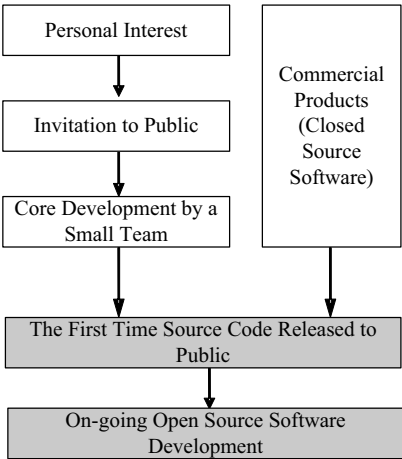 Personal Interest
Invitation to Public
Core Development by a
Small Team
Commercial
Products
(Closed
Source
Software)
The First Time Source Code Released to
Public
On-going Open Source Software
Development